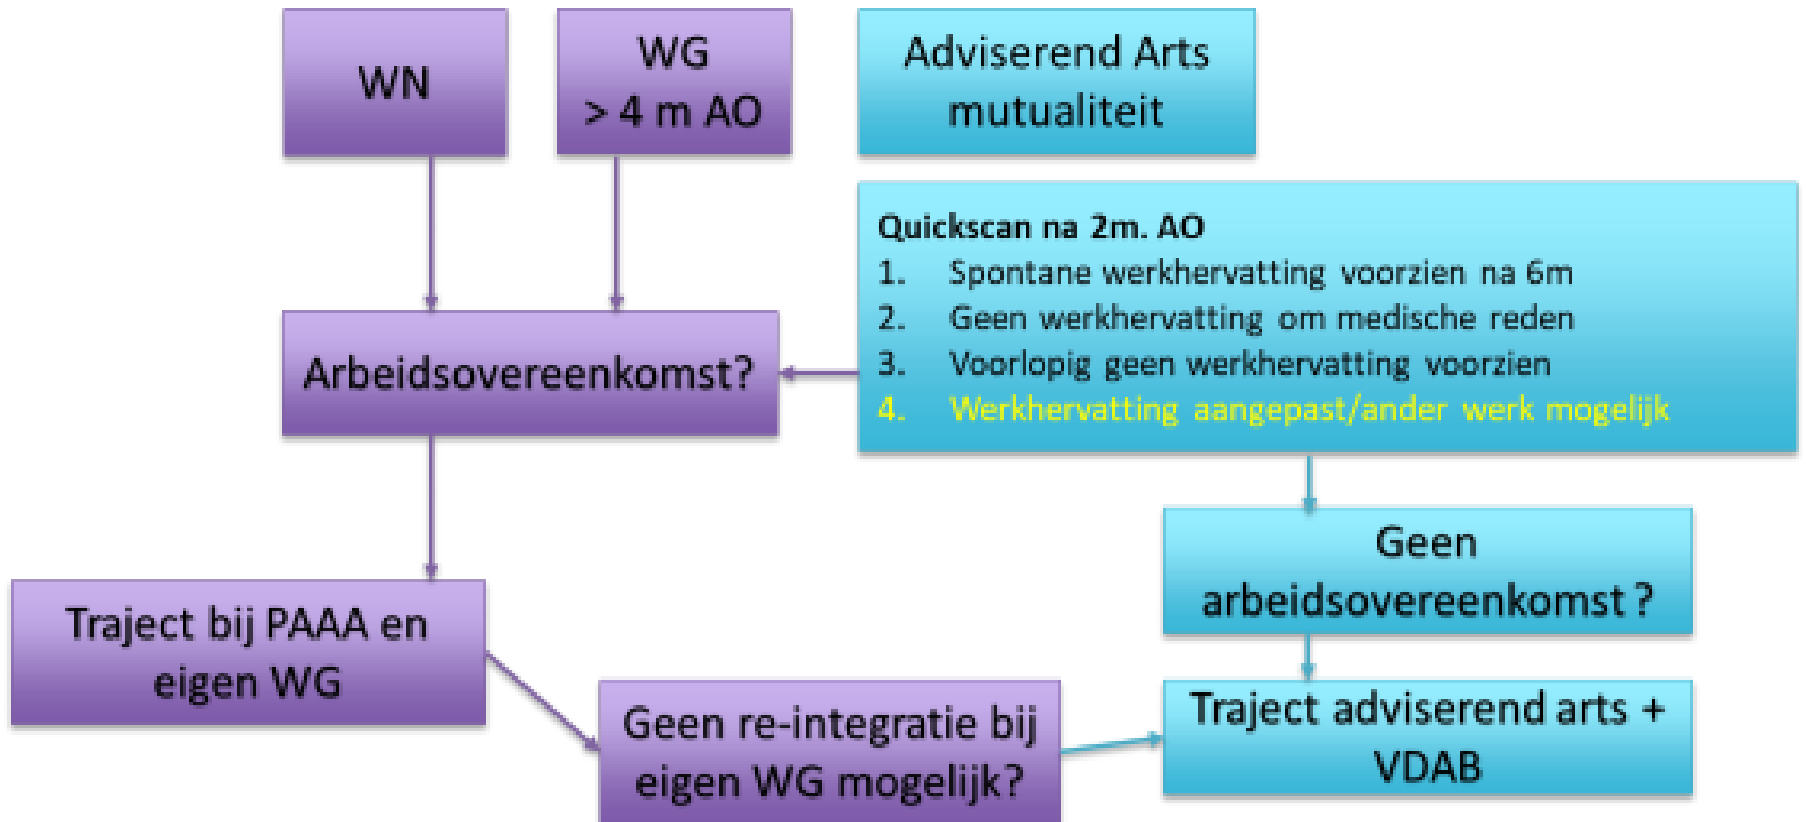 WN
WG
> 4 m AO
Adviserend Arts
mutualiteit
Quickscan na 2m. AO
1. Spontane werkhervatting voorzien na 6m
2. Geen werkhervatting om medische reden
3. Voorlopig geen werkhervatting voorzien
4. Werkhervatting aangepast/ander werk mogelijk
Arbeidsovereenkomst?
Geen
arbeidsovereenkomst ?
Traject bij PAAA en
eigen WG
Geen re-integratie bij
eigen WG mogelijk?
Traject adviserend arts +
VDAB